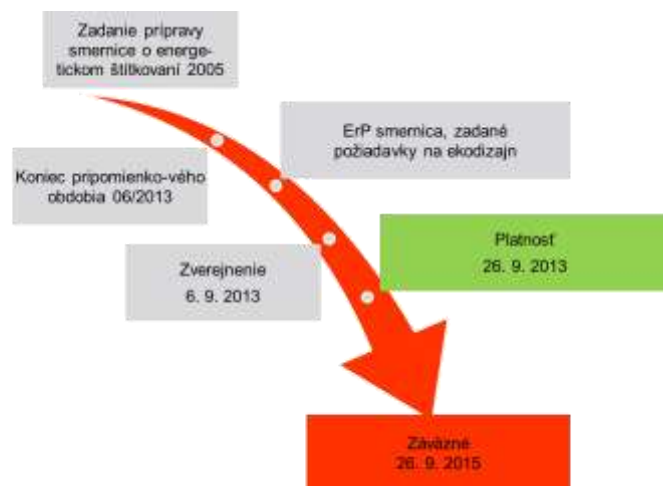 Zadanie prípravy
smernice o energe-
tickom štítkovaní 2005
ErP smernica, zadané
požiadavky na ekodizajn
Koniec pripomienko-vého
obdobia 06/2013
Platnosť
26. 9. 2013
Zverejnenie
6. 9. 2013
Záväzné
26. 9. 2015